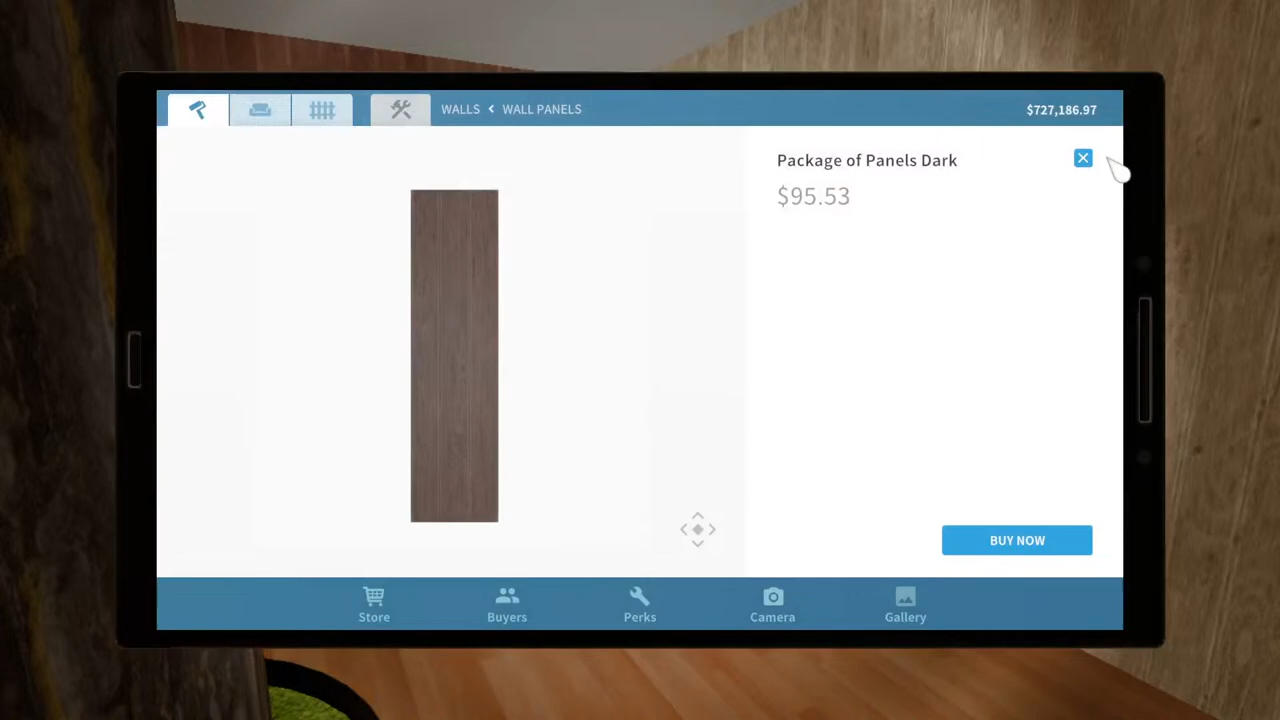 WALLS < WALL PANELS
$727,186.97
Package of Panels Dark
$95.53
BUY NOW
Store
Buyers
Perks
Camera
Gallery